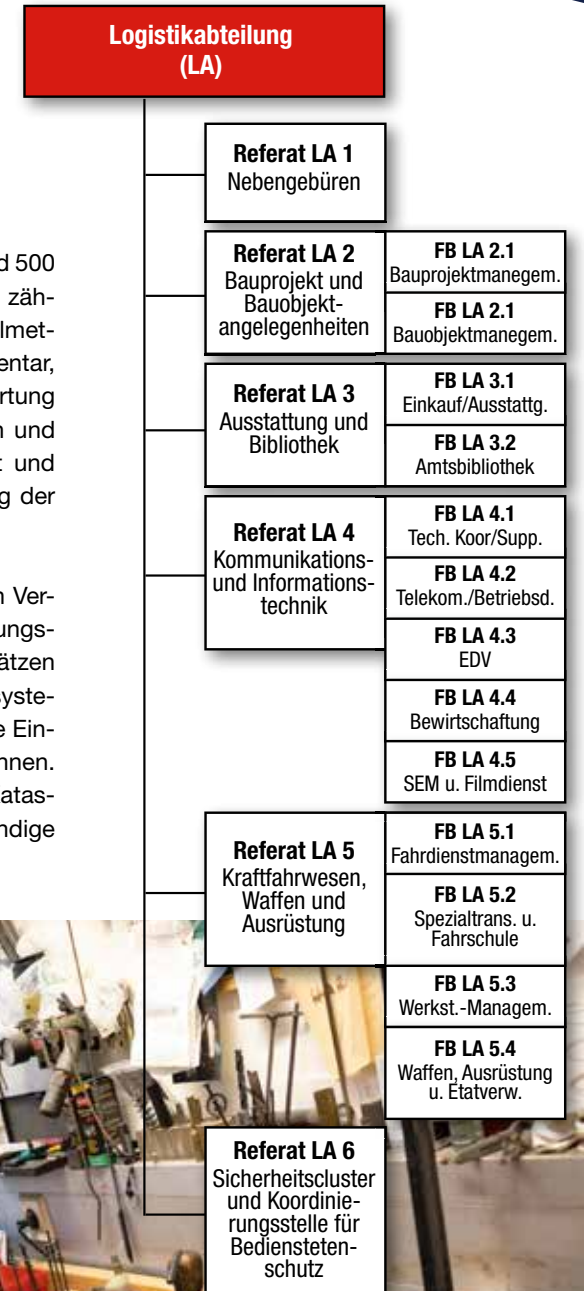 Logistikabteilung
(LA)
Referat LA 1
Nebengebüren
Referat LA 2
Bauprojekt und
Bauobjekt-
angelegenheiten
FB LA 2.1
Bauprojektmanegem.
FB LA 2.1
Bauobjektmanegem.
Referat LA 3
Ausstattung und
Bibliothek
FB LA 3.1
Einkauf/Ausstattg.
FB LA 3.2
Amtsbibliothek
Referat LA 4
Kommunikations-
und Informations-
technik
FB LA 4.1
Tech. Koor/Supp.
FB LA 4.2
Telekom./Betriebsd.
FB LA 4.3
EDV
FB LA 4.4
Bewirtschaftung
FB LA 4.5
SEM u. Filmdienst
Referat LA 5
Kraftfahrwesen,
Waffen und
Ausrüstung
FB LA 5.1
Fahrdienstmanagem.
FB LA 5.2
Spezialtrans. u.
Fahrschule
FB LA 5.3
Werkst.-Managem.
FB LA 5.4
Waffen, Ausrüstung
u. Etatverw.
Referat LA 6
Sicherheitscluster
und Koordinie-
rungsstelle für
Bediensteten-
schutz
d 500
zäh-
lmet-
entar,
rtung
n und
t und
g der
n Ver-
ungs-
ätzen
syste-
e Ein-
nnen.
atas-
ndige